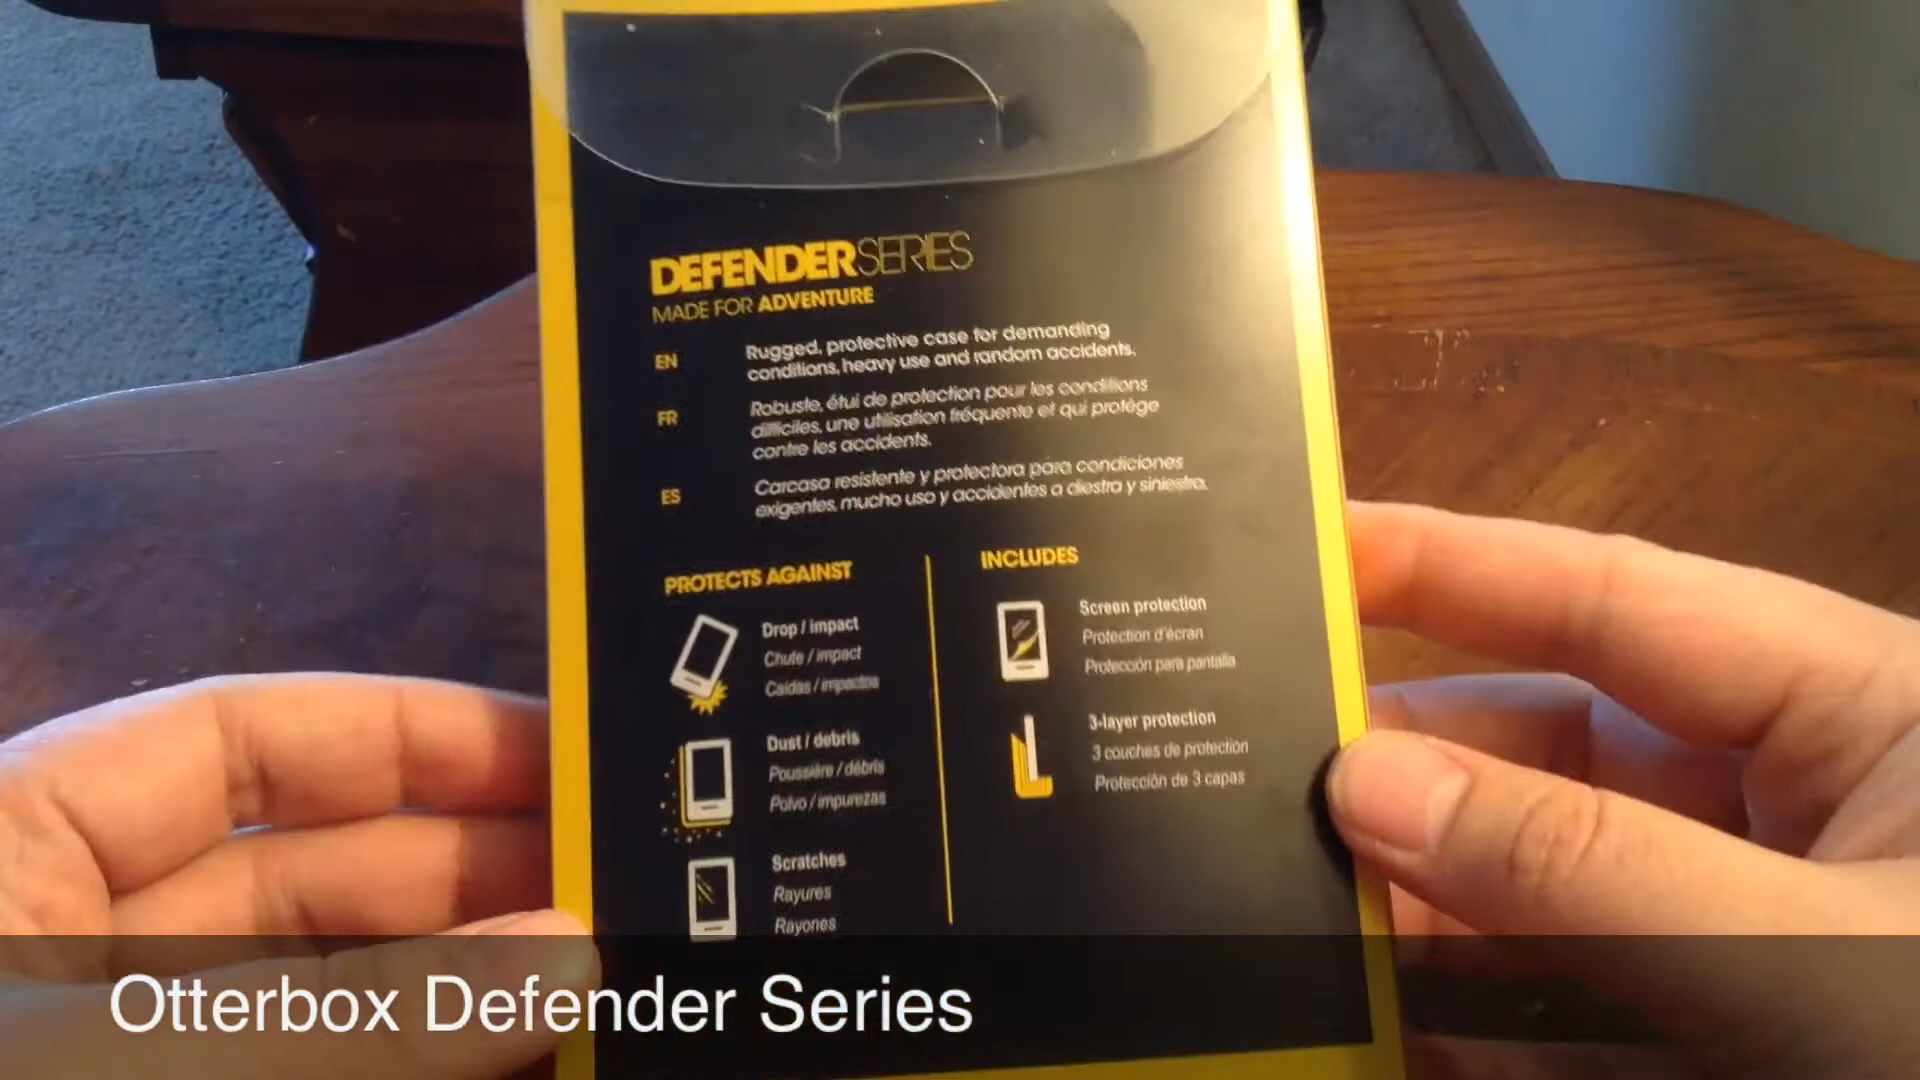 DEFENDERSERIES
MADE FOR ADVENTURE
EN
Rugged, protective case for demanding
conditions, heavy use and random accidents.
FR
Robuste, étui de protection pour les conditions
difficiles, une utilisation fréquente et qui protège
contre les accidents.
ES
Carcasa resistente y protectora para condiciones
exigentes, mucho uso y accidentes a diestra y siniestra.
PROTECTS AGAINST
Drop / impact
Chute / impact
Caídas / impactos
Dust / debris
Poussière / débris
Polvo / impurezas
Scratches
Rayures
Rayones
INCLUDES
Screen protection
Protection d'écran
Protección para pantalla
3-layer protection
3 couches de protection
Protección de 3 capas
Otterbox Defender Series